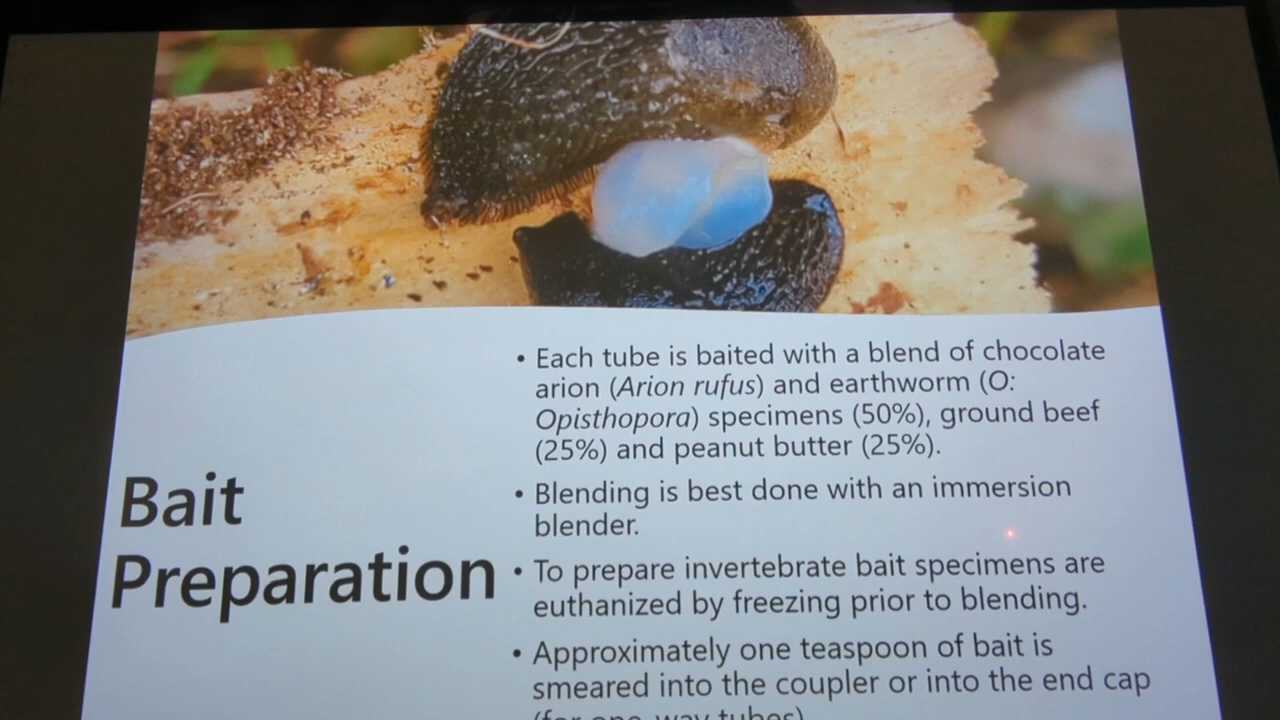 Bait
Preparation
• Each tube is baited with a blend of chocolate
arion (Arion rufus) and earthworm (O:
Opisthopora) specimens (50%), ground beef
(25%) and peanut butter (25%).
• Blending is best done with an immersion
blender.
• To prepare invertebrate bait specimens are
euthanized by freezing prior to blending.
• Approximately one teaspoon of bait is
smeared into the coupler or into the end cap
(for one-way tubes)